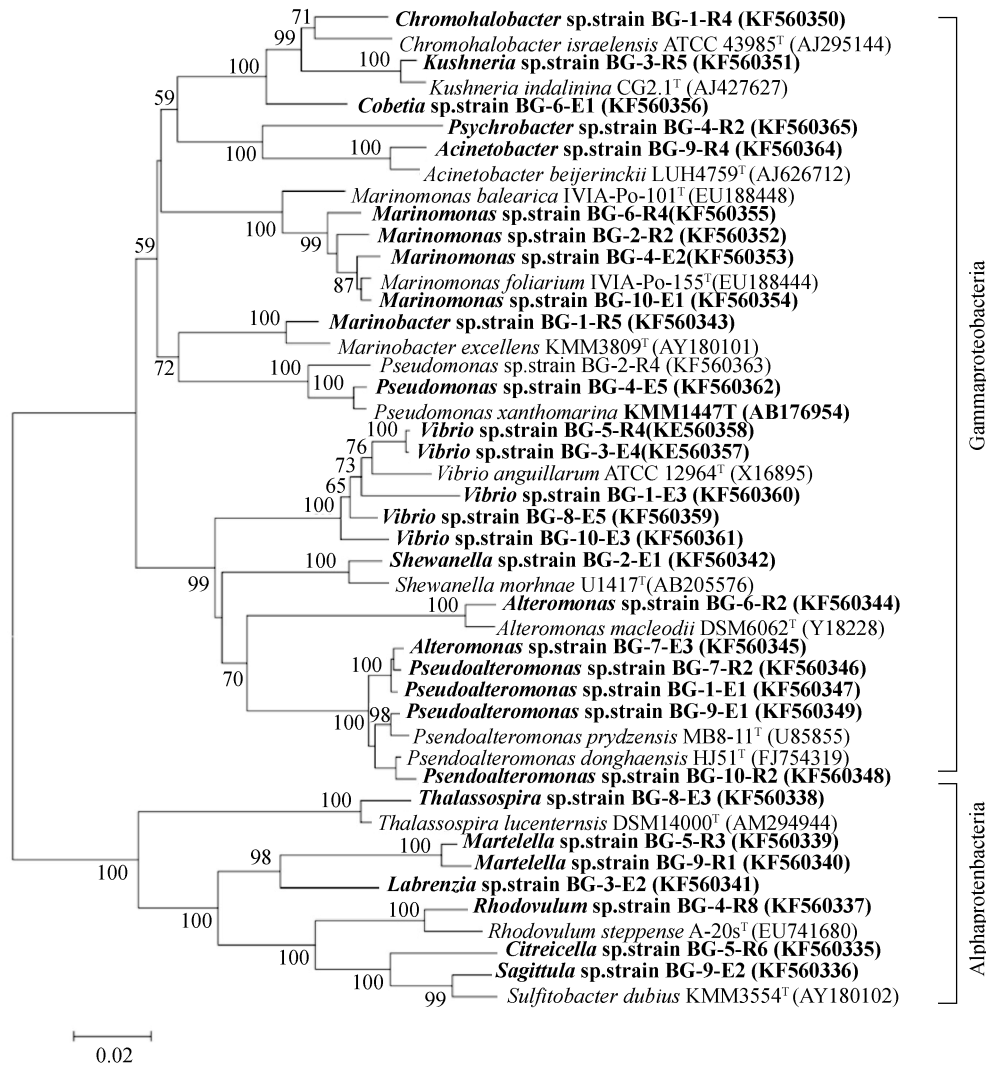 Chromohalobacter sp.strain BG-1-R4 (KF560350)
Chromohalobacter israelensis ATCC 43985ᵀ (AJ295144)
Kushneria sp.strain BG-3-R5 (KF560351)
Kushneria indalinina CG2.1ᵀ (AJ427627)
Cobetia sp.strain BG-6-E1 (KF560356)
Psychrobacter sp.strain BG-4-R2 (KF560365)
Acinetobacter sp.strain BG-9-R4 (KF560364)
Acinetobacter beijerinckii LUH4759ᵀ (AJ626712)
Marinomonas balearica IVIA-Po-101ᵀ (EU188448)
Marinomonas sp.strain BG-6-R4(KF560355)
Marinomonas sp.strain BG-2-R2 (KF560352)
Marinomonas sp.strain BG-4-E2(KF560353)
Marinomonas foliarium IVIA-Po-155ᵀ(EU188444)
Marinomonas sp.strain BG-10-E1 (KF560354)
Marinobacter sp.strain BG-1-R5 (KF560343)
Marinobacter excellens KMM3809ᵀ (AY180101)
Pseudomonas sp.strain BG-2-R4 (KF560363)
Pseudomonas sp.strain BG-4-E5 (KF560362)
Pseudomonas xanthomarina KMM1447T (AB176954)
Vibrio sp.strain BG-5-R4(KE560358)
Vibrio sp.strain BG-3-E4(KE560357)
Vibrio anguillarum ATCC 12964ᵀ (X16895)
Vibrio sp.strain BG-1-E3 (KF560360)
Vibrio sp.strain BG-8-E5 (KF560359)
Vibrio sp.strain BG-10-E3 (KF560361)
Shewanella sp.strain BG-2-E1 (KF560342)
Shewanella morhnae U1417ᵀ(AB205576)
Alteromonas sp.strain BG-6-R2 (KF560344)
Alteromonas macleodii DSM6062ᵀ (Y18228)
Alteromonas sp.strain BG-7-E3 (KF560345)
Pseudoalteromonas sp.strain BG-7-R2 (KF560346)
Pseudoalteromonas sp.strain BG-1-E1 (KF560347)
Pseudoalteromonas sp.strain BG-9-E1 (KF560349)
Psendoalteromonas prydzensis MB8-11ᵀ (U85855)
Psendoalteromonas donghaensis HJ51ᵀ (FJ754319)
Psendoalteromonas sp.strain BG-10-R2 (KF560348)
Thalassospira sp.strain BG-8-E3 (KF560338)
Thalassospira lucenternsis DSM14000ᵀ (AM294944)
Martelella sp.strain BG-5-R3 (KF560339)
Martelella sp.strain BG-9-R1 (KF560340)
Labrenzia sp.strain BG-3-E2 (KF560341)
Rhodovulum sp.strain BG-4-R8 (KF560337)
Rhodovulum steppense A-20sᵀ (EU741680)
Citreicella sp.strain BG-5-R6 (KF560335)
Sagittula sp.strain BG-9-E2 (KF560336)
Sulfitobacter dubius KMM3554ᵀ (AY180102)
Gammaproteobacteria
Alphaprotenbacteria
71
99
100
100
59
100
100
100
99
87
59
100
72
100
100
100
76
73
65
100
100
99
100
70
100
100
98
100
100
98
100
100
100
100
100
99
0.02